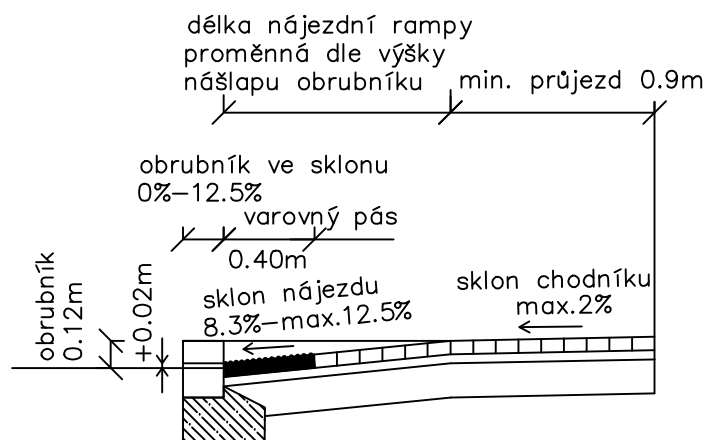 délka nájezdní rampy
proměnná dle výšky
nášlapu obrubníku
min. průjezd 0.9m
obrubník ve sklonu
0%–12.5%
varovný pás
0.40m
obrubník
0.12m
+0.02m
sklon nájezdu
8.3%–max.12.5%
sklon chodníku
max.2%